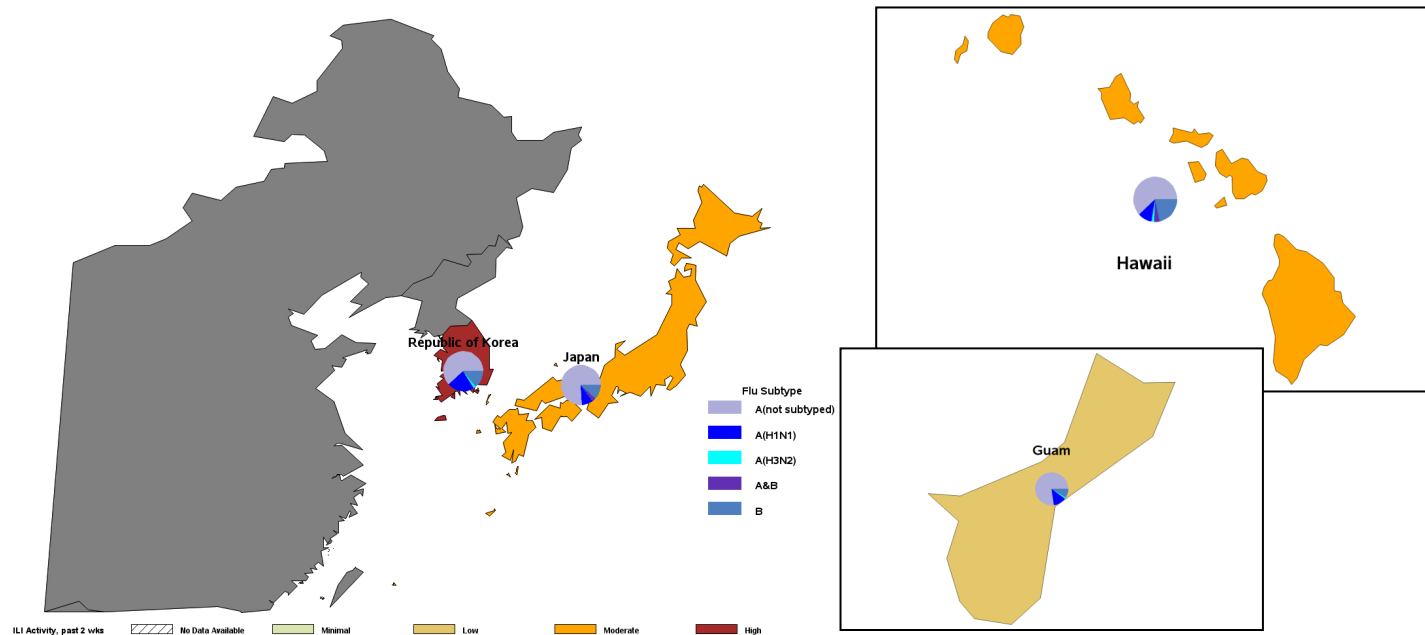 Hawaii
Republic of Korea
Japan
Flu Subtype
A(not subtyped)
A(H1N1)
A(H3N2)
A&B
B
Guam
ILI Activity, past 2 wks No Data Available Minimal Low Moderate High